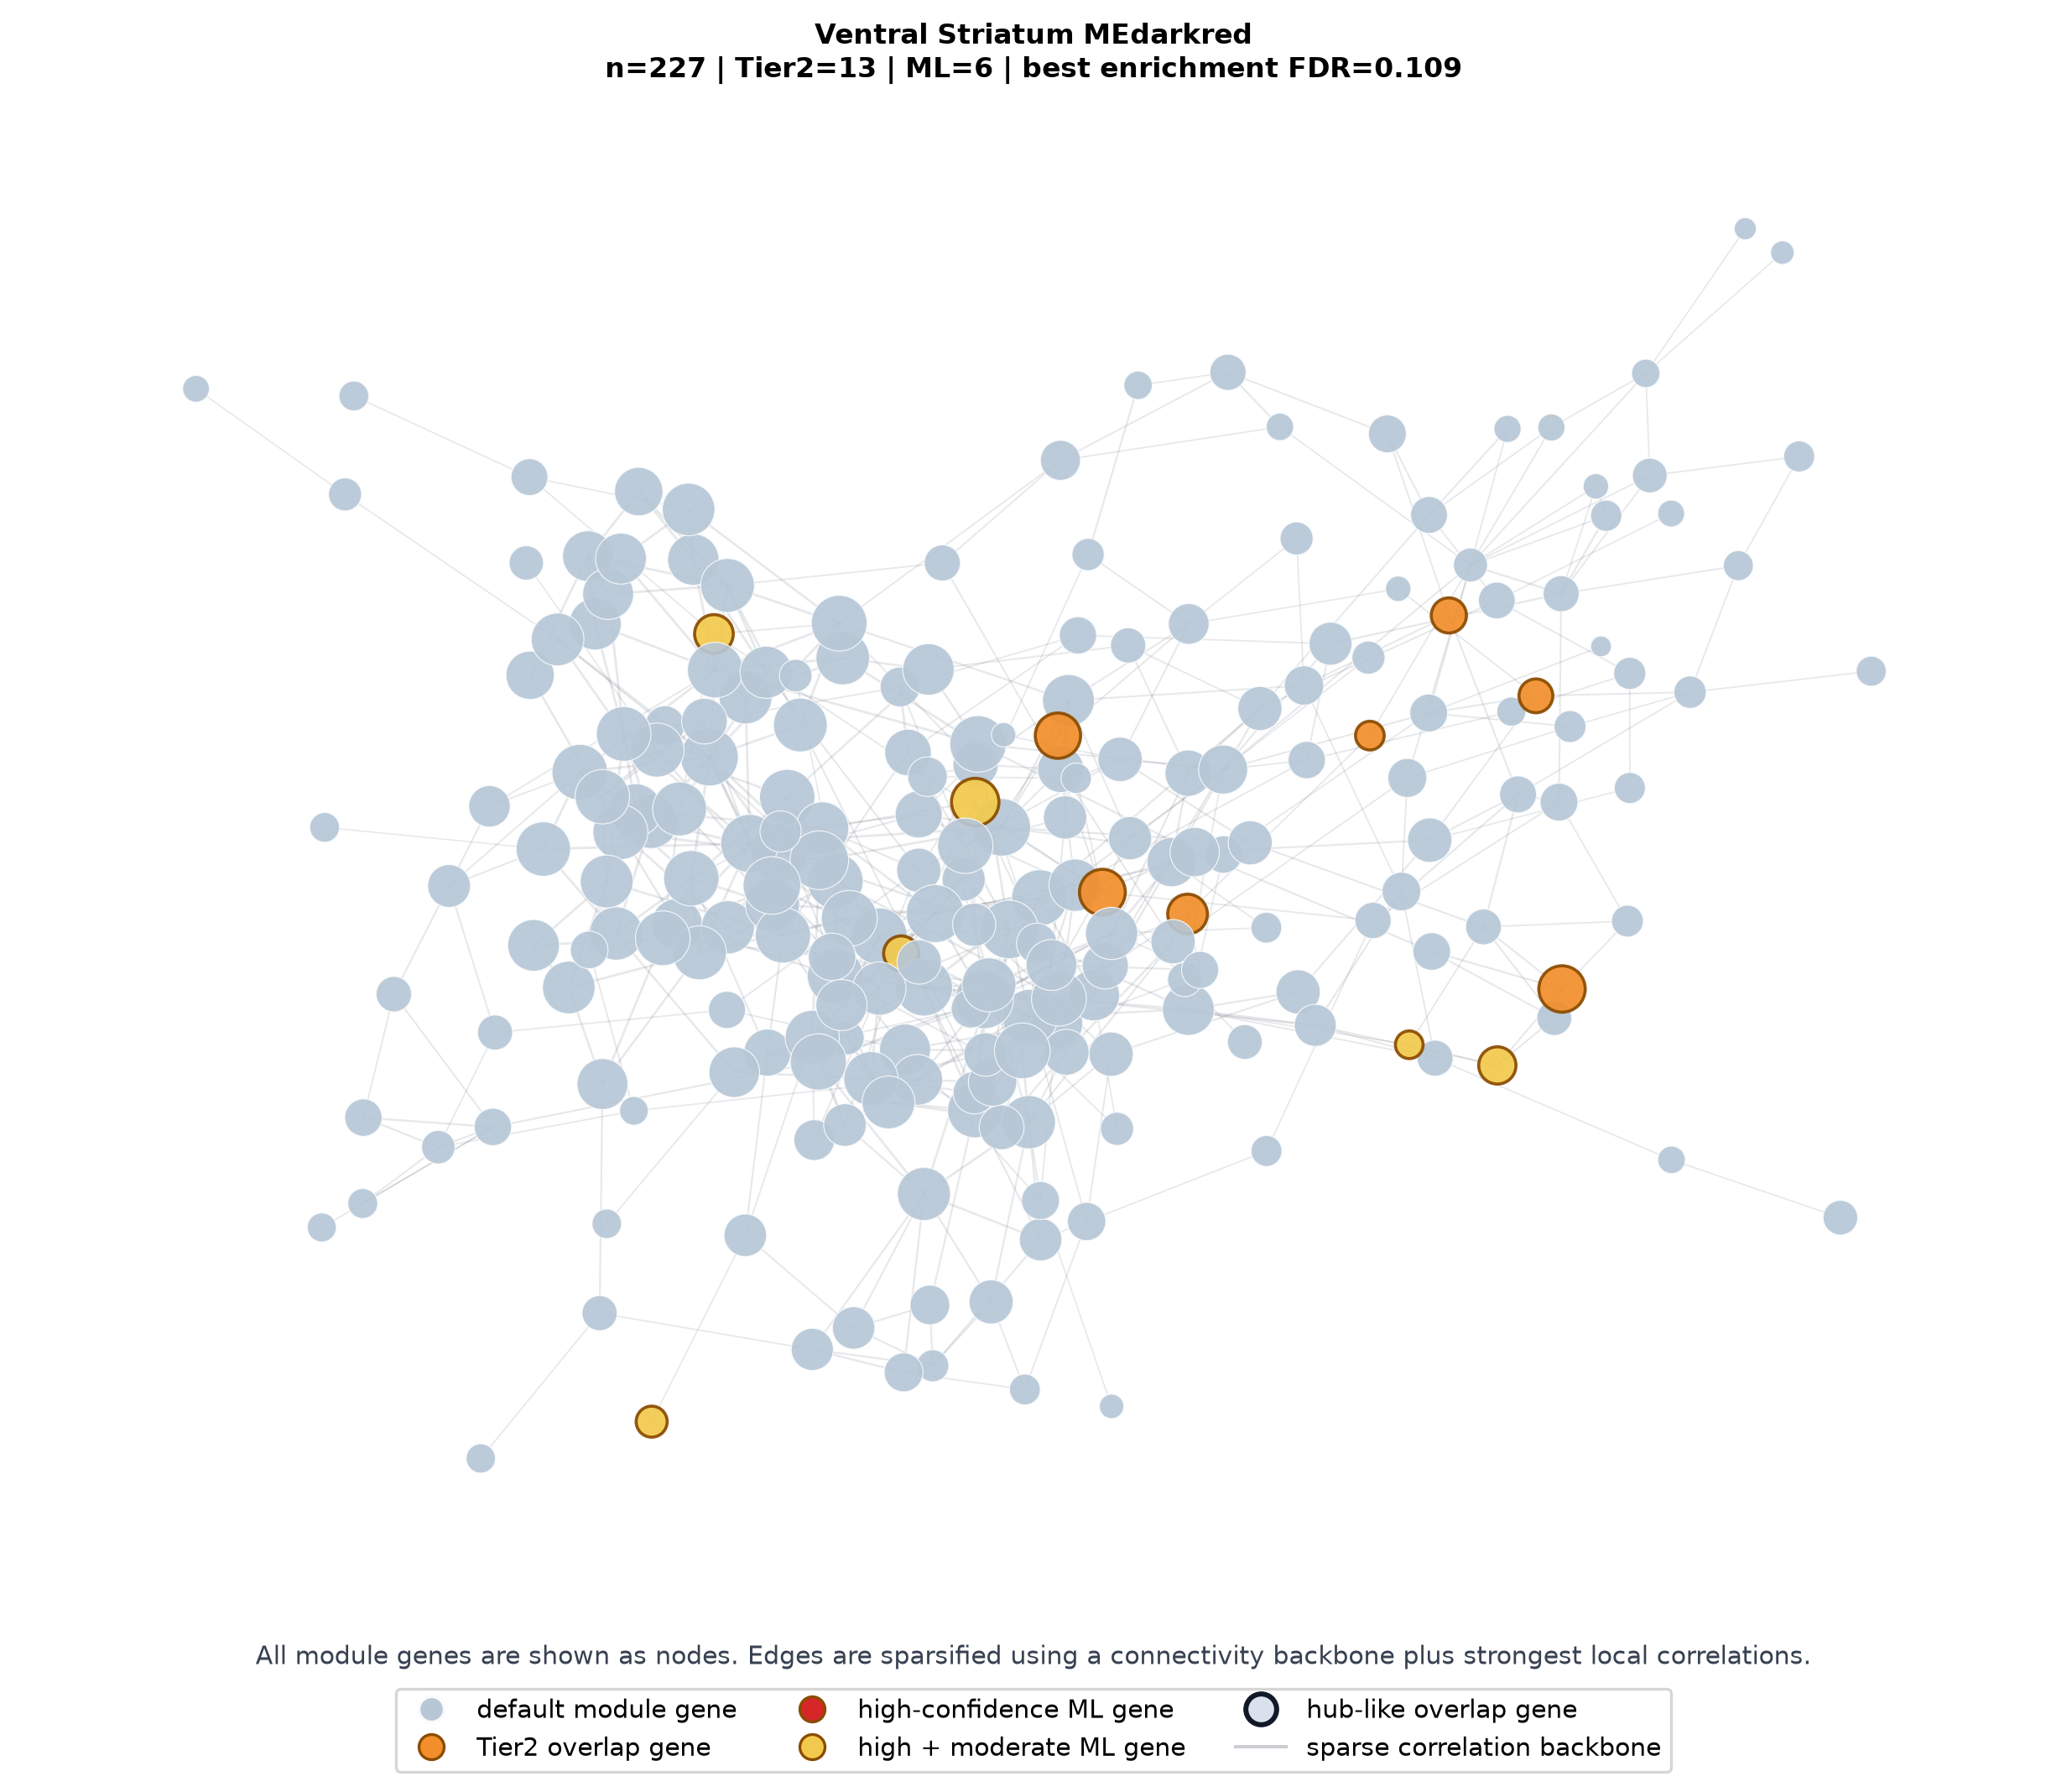 Ventral Striatum MEdarkred
n=227 | Tier2=13 | ML=6 | best enrichment FDR=0.109
All module genes are shown as nodes. Edges are sparsified using a connectivity backbone plus strongest local correlations.
default module gene
Tier2 overlap gene
high-confidence ML gene
high + moderate ML gene
hub-like overlap gene
sparse correlation backbone